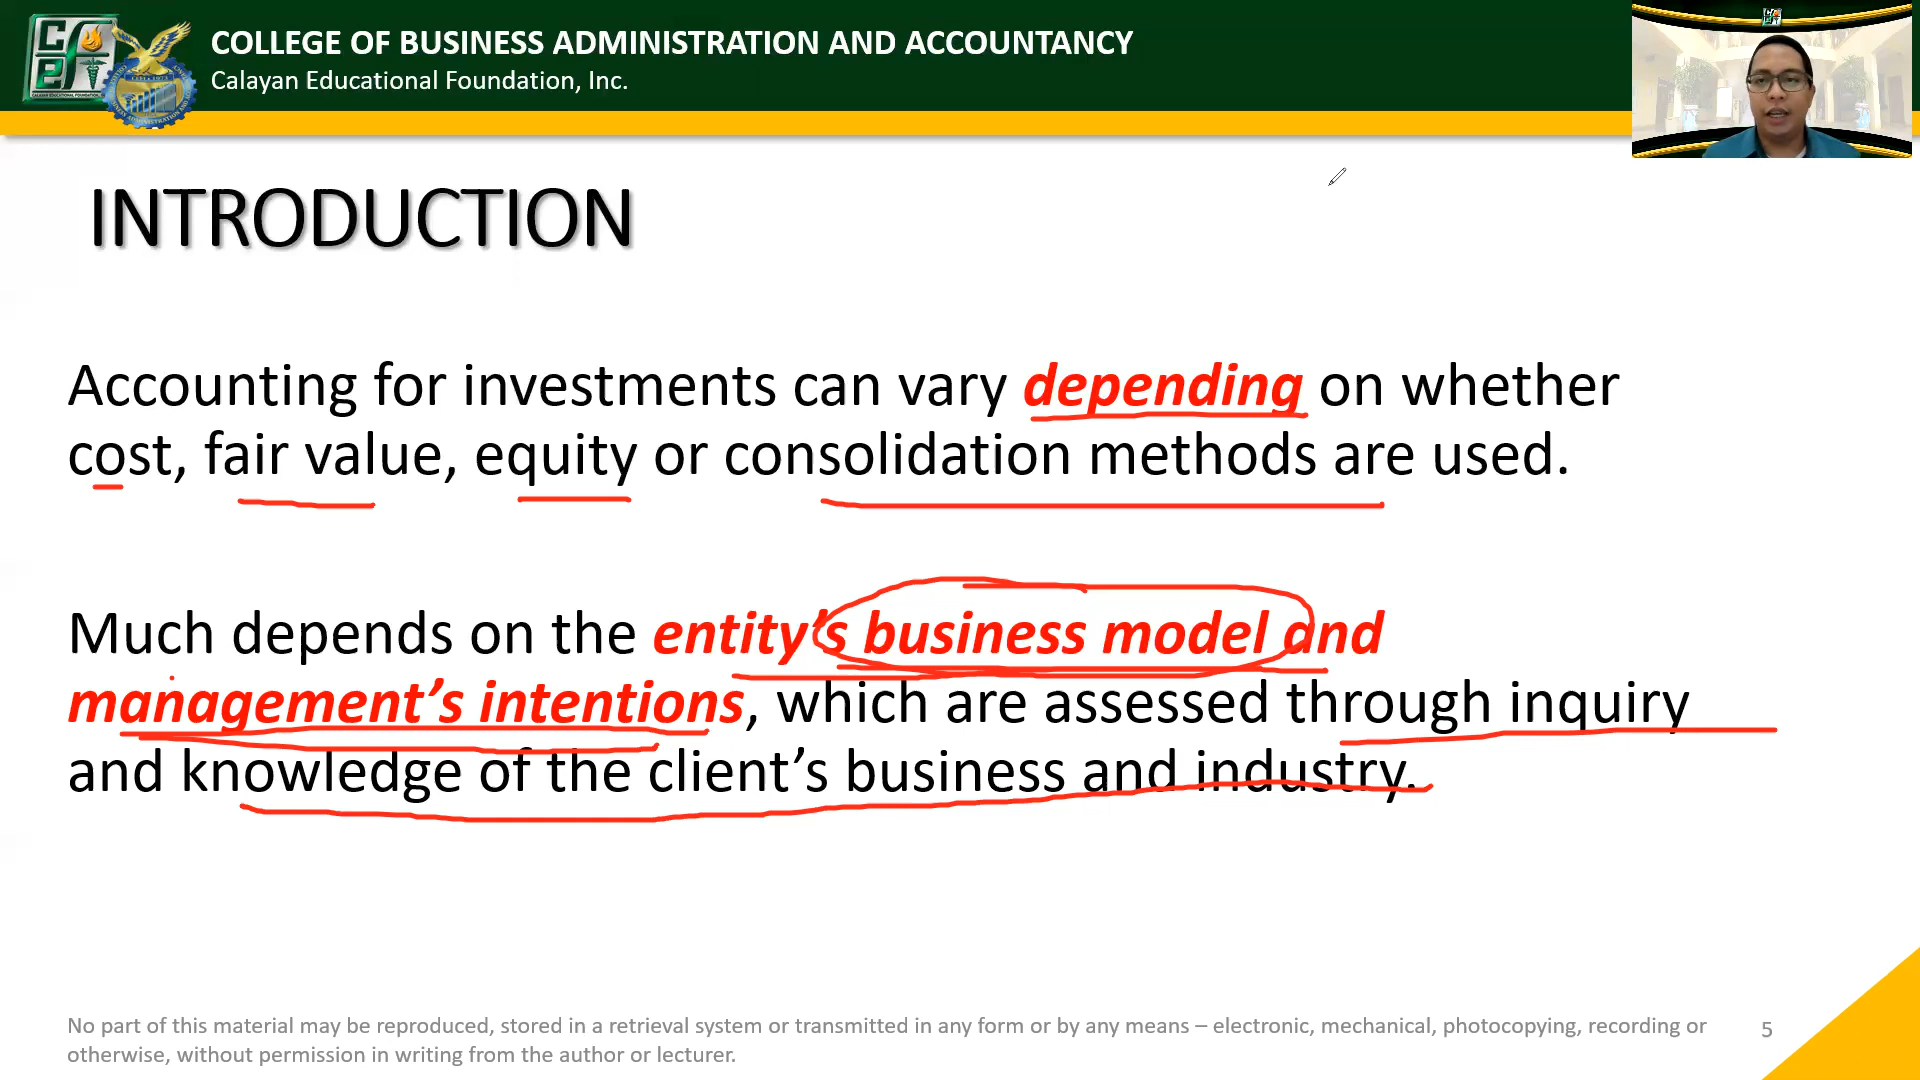 COLLEGE OF BUSINESS ADMINISTRATION AND ACCOUNTANCY
Calayan Educational Foundation, Inc.
INTRODUCTION
Accounting for investments can vary depending on whether
cost, fair value, equity or consolidation methods are used.
Much depends on the entity’s business model and
management’s intentions, which are assessed through inquiry
and knowledge of the client’s business and industry.
No part of this material may be reproduced, stored in a retrieval system or transmitted in any form or by any means – electronic, mechanical, photocopying, recording or
otherwise, without permission in writing from the author or lecturer.
5